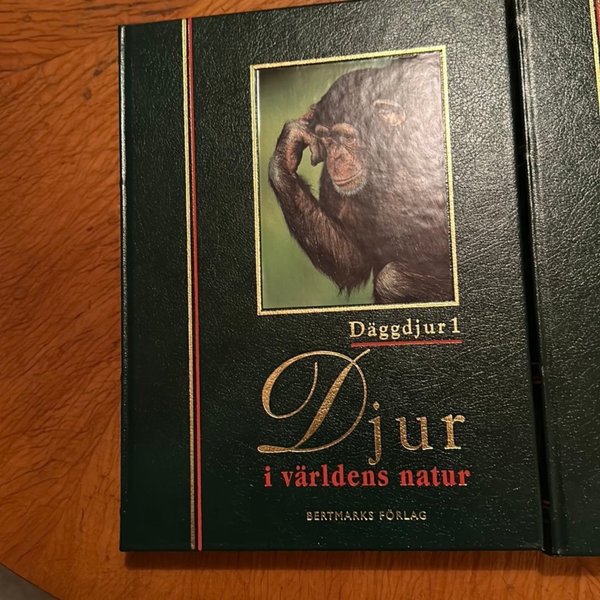 Däggdjur 1
Djur
i världens natur
BERTMARKS FÖRLAG